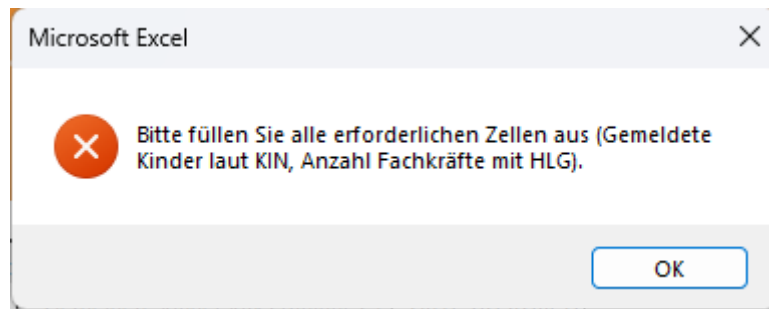 Microsoft Excel
Bitte füllen Sie alle erforderlichen Zellen aus (Gemeldete
Kinder laut KIN, Anzahl Fachkräfte mit HLG).
OK